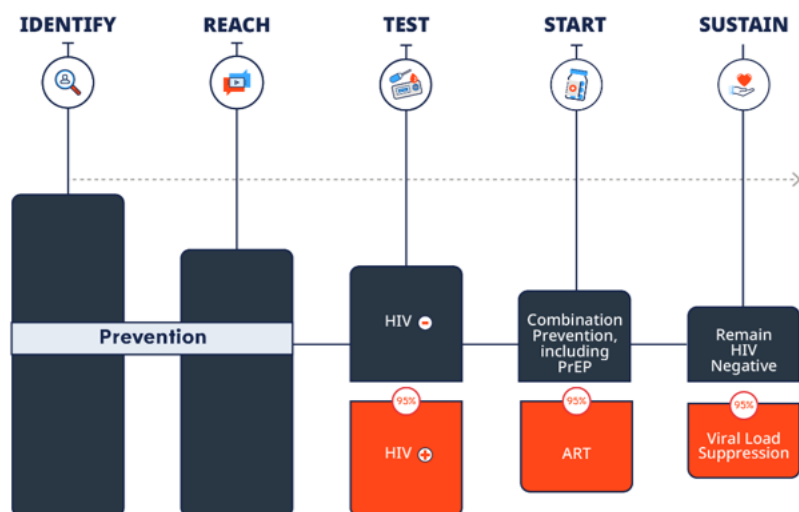 IDENTIFY
REACH
TEST
START
SUSTAIN
Prevention
HIV -
Combination
Prevention,
including
PrEP
Remain
HIV
Negative
95%
95%
95%
HIV +
ART
Viral Load
Suppression